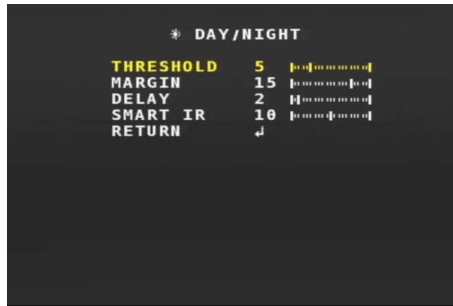 DAY/NIGHT
THRESHOLD 5
MARGIN 15
DELAY 2
SMART IR 10
RETURN ↲